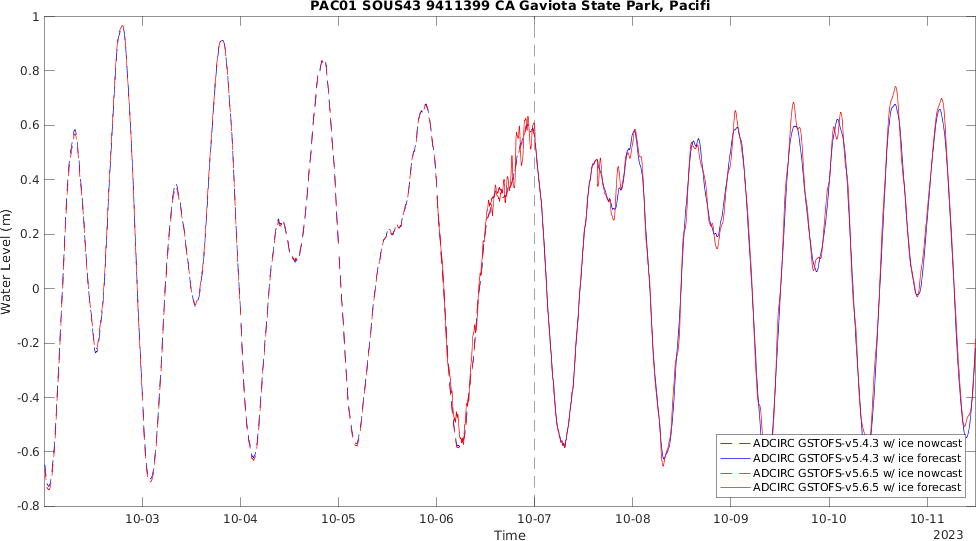 PAC01 SOUS43 9411399 CA Gaviota State Park, Pacifi
Water Level (m)
1
0.8
0.6
0.4
0.2
0
-0.2
-0.4
-0.6
-0.8
ADCIRC GSTOFS-v5.4.3 w/ ice nowcast
ADCIRC GSTOFS-v5.4.3 w/ ice forecast
ADCIRC GSTOFS-v5.6.5 w/ ice nowcast
ADCIRC GSTOFS-v5.6.5 w/ ice forecast
10-03 10-04 10-05 10-06 10-07 10-08 10-09 10-10 10-11
Time
2023